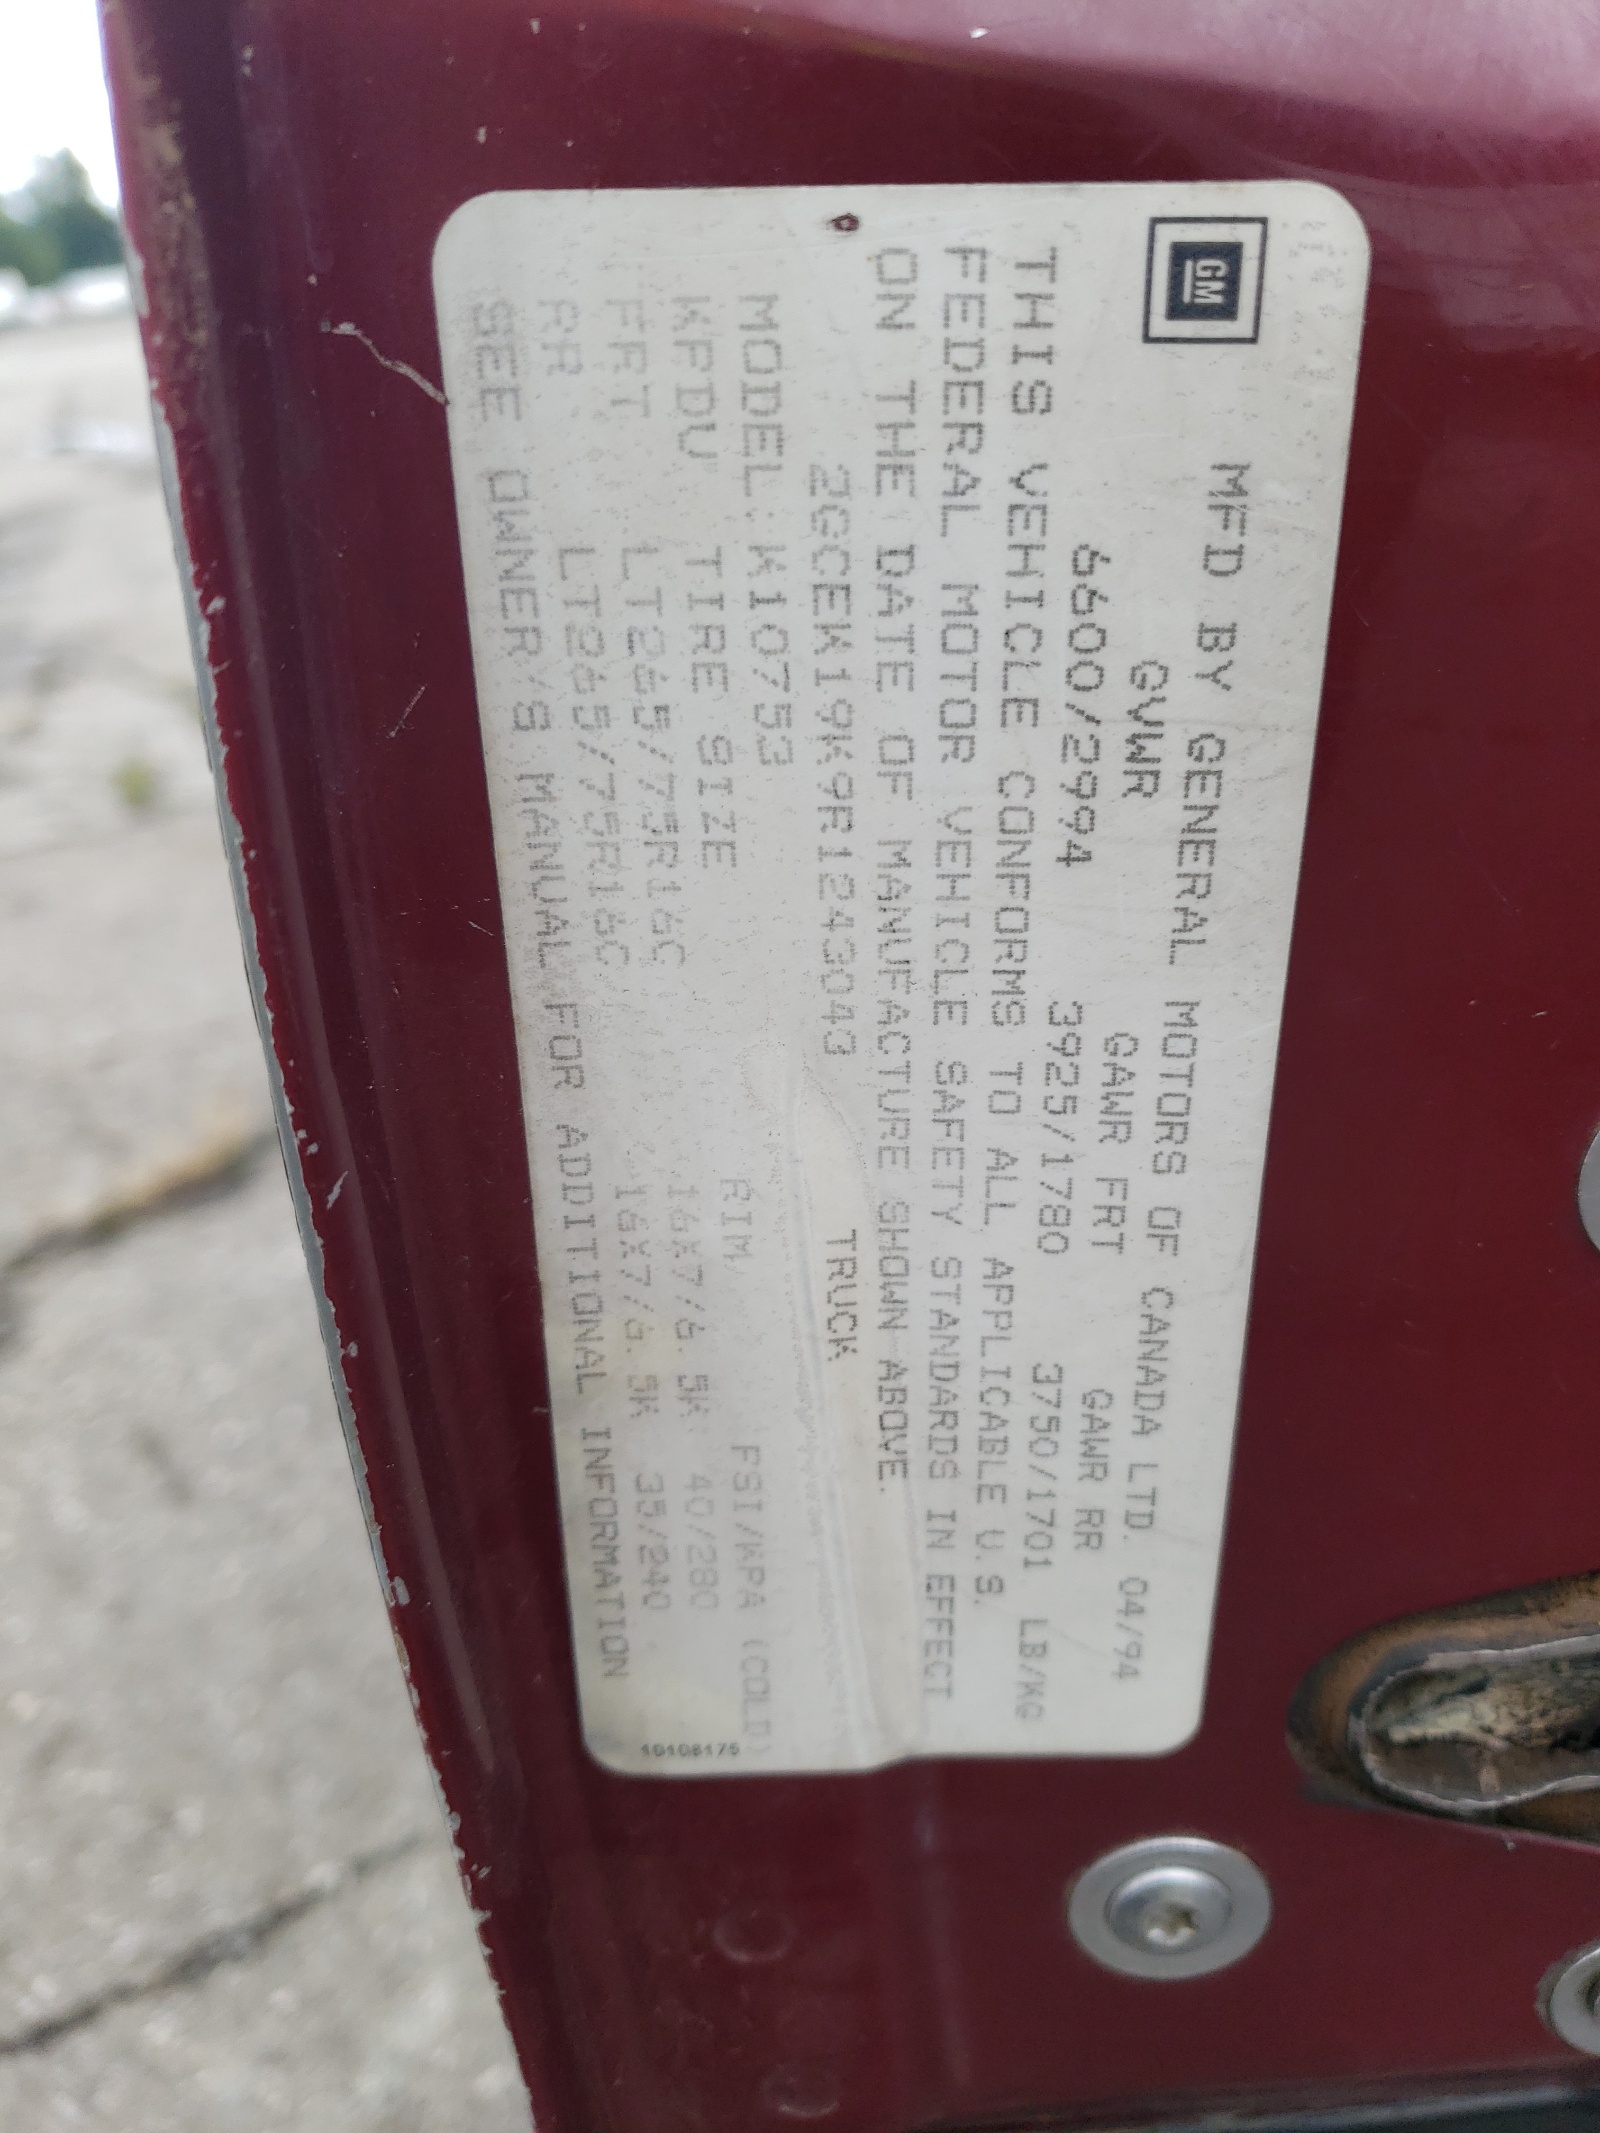 GM
MFD BY GENERAL MOTORS OF CANADA LTD. 04/94
GVWR GAWR FRT GAWR RR
6600/2994 3925/1780 3750/1701 LB/KG
THIS VEHICLE CONFORMS TO ALL APPLICABLE U.S.
FEDERAL MOTOR VEHICLE SAFETY STANDARDS IN EFFECT
ON THE DATE OF MANUFACTURE SHOWN ABOVE.
2GCEK19K9R1243043 TRUCK
MODEL: K10753
KPDV TIRE SIZE RIM PSI/KPA (COLD)
FRT LT265/75R16C 16X7/6.5K 40/280
RR LT265/75R16C 16X7/6.5K 35/240
SEE OWNER'S MANUAL FOR ADDITIONAL INFORMATION
10108175